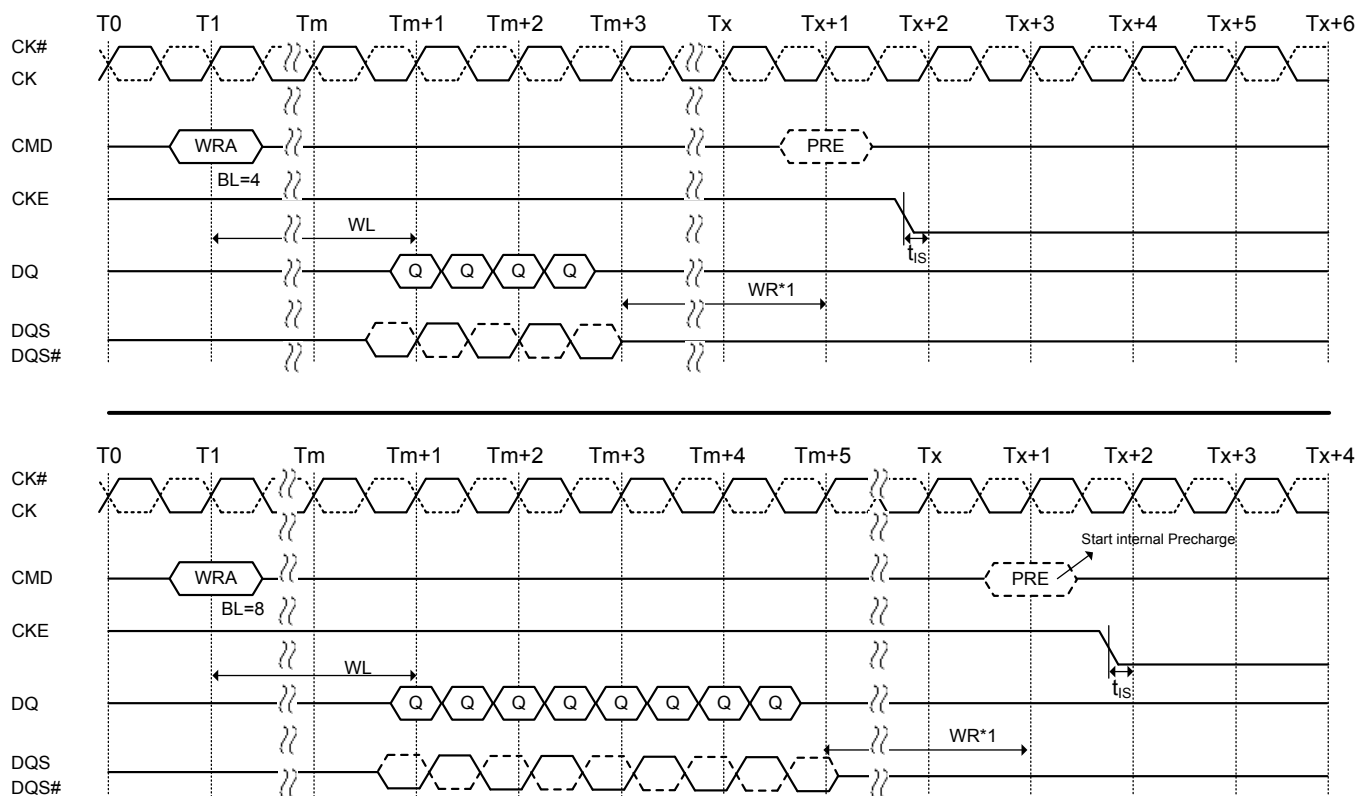 T0 T1 Tm Tm+1 Tm+2 Tm+3 Tx Tx+1 Tx+2 Tx+3 Tx+4 Tx+5 Tx+6
CK#
CK
CMD WRA PRE
BL=4
CKE
WL
tIS
DQ Q Q Q Q
WR*1
DQS
DQS#
T0 T1 Tm Tm+1 Tm+2 Tm+3 Tm+4 Tm+5 Tx Tx+1 Tx+2 Tx+3 Tx+4
CK#
CK
Start internal Precharge
CMD WRA PRE
BL=8
CKE
WL
tIS
DQ Q Q Q Q Q Q Q Q
WR*1
DQS
DQS#